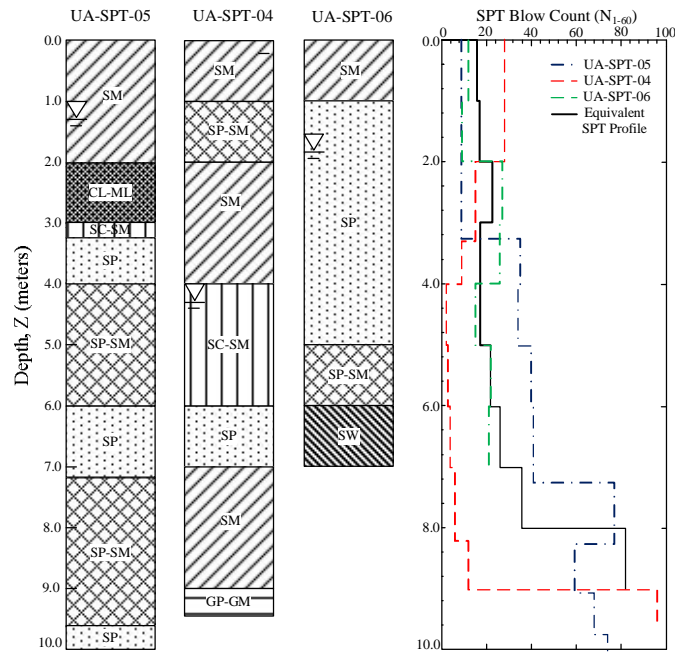 UA-SPT-05
UA-SPT-04
UA-SPT-06
SPT Blow Count (N1-60)
0 20 40 60 80 100
Depth, Z (meters)
0.0
1.0
2.0
3.0
4.0
5.0
6.0
7.0
8.0
9.0
10.0
SM
CL-ML
SC-SM
SP
SP-SM
SP
SP-SM
SP
SM
SP-SM
SM
SC-SM
SP
SM
GP-GM
SM
SP
SP-SM
SW
0.0
2.0
4.0
6.0
8.0
10.0
UA-SPT-05
UA-SPT-04
UA-SPT-06
Equivalent
SPT Profile